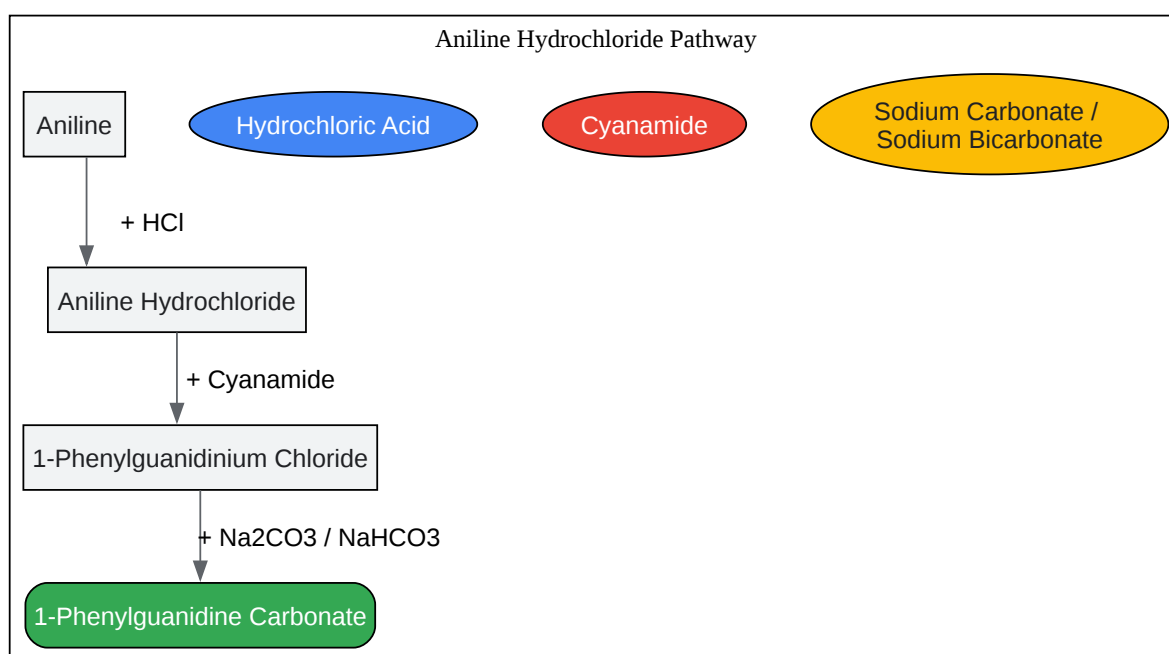 Aniline Hydrochloride Pathway
Aniline
Hydrochloric Acid
Cyanamide
Sodium Carbonate /
Sodium Bicarbonate
+ HCl
Aniline Hydrochloride
+ Cyanamide
1-Phenylguanidinium Chloride
+ Na2CO3 / NaHCO3
1-Phenylguanidine Carbonate